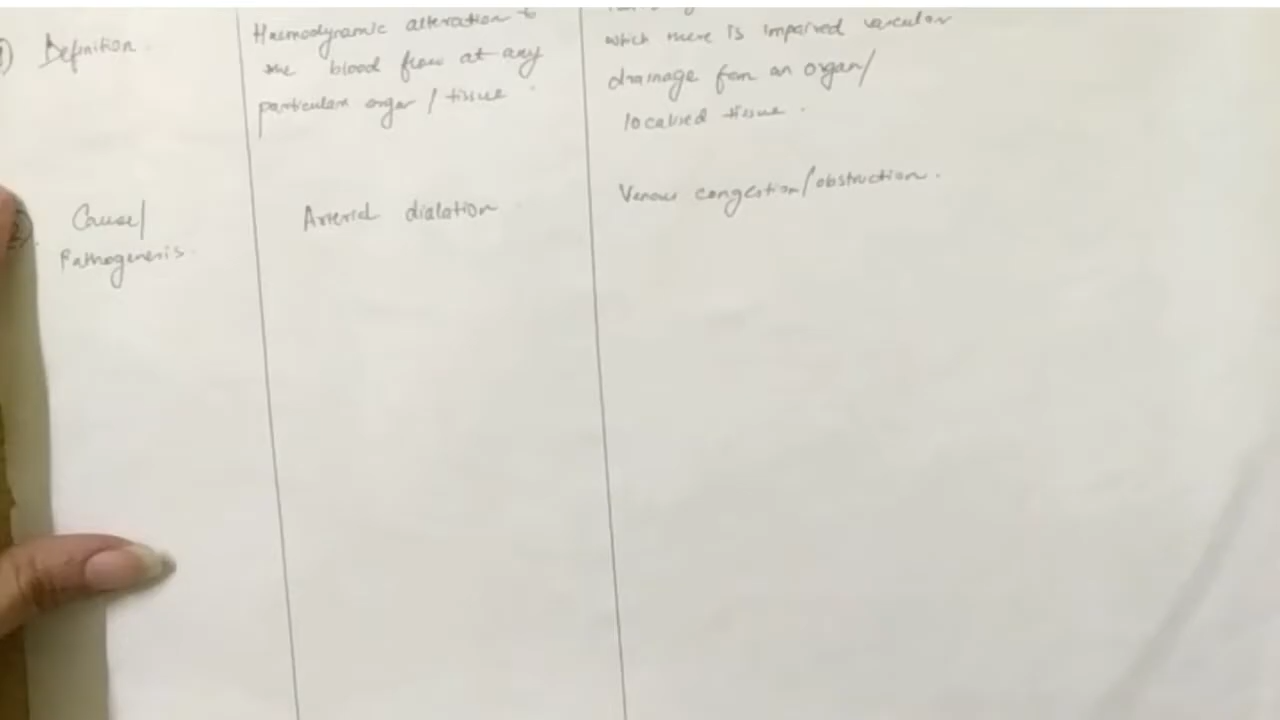 Definition.
Haemodynamic alteration to
the blood flow at any
particular organ / tissue.
which there is impaired vascular
drainage from an organ/
localised tissue.
Cause/
Pathogenesis.
Arterial dialation
Venous congestion/obstruction.